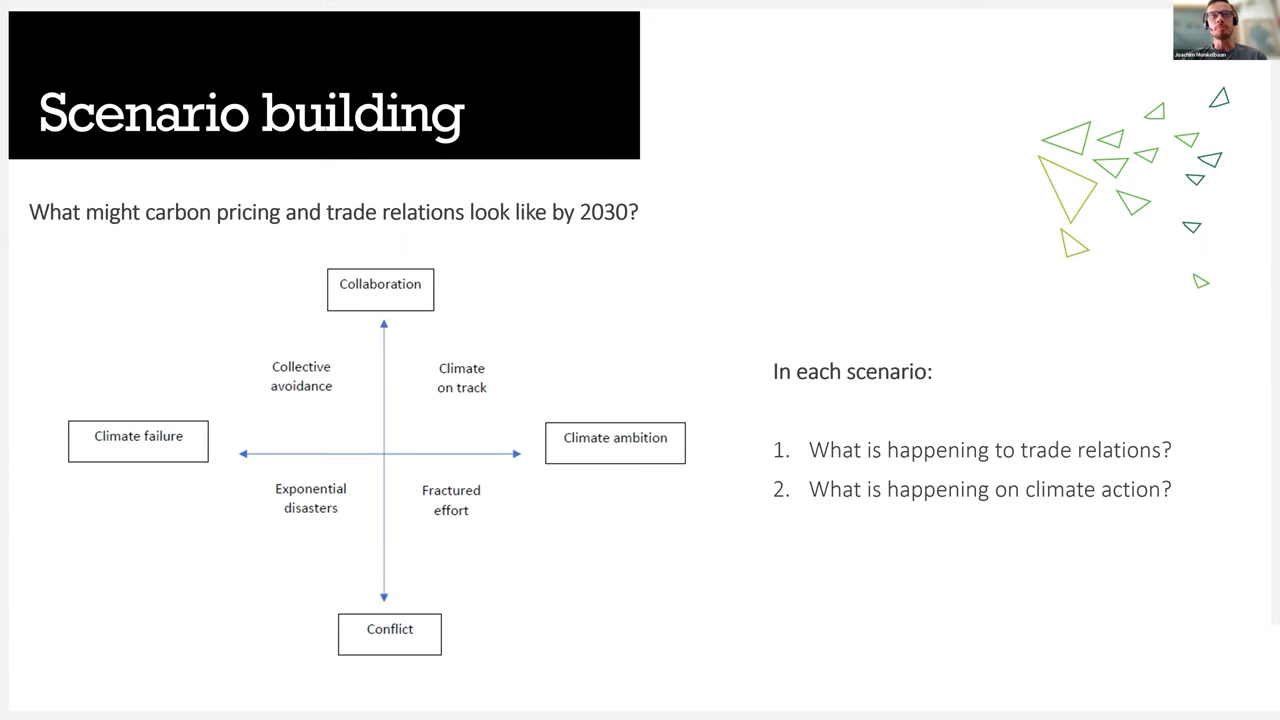 Joachim Monkelbaan
Scenario building
What might carbon pricing and trade relations look like by 2030?
Collaboration
Collective
avoidance
Climate
on track
Climate failure
Climate ambition
Exponential
disasters
Fractured
effort
Conflict
In each scenario:
1. What is happening to trade relations?
2. What is happening on climate action?